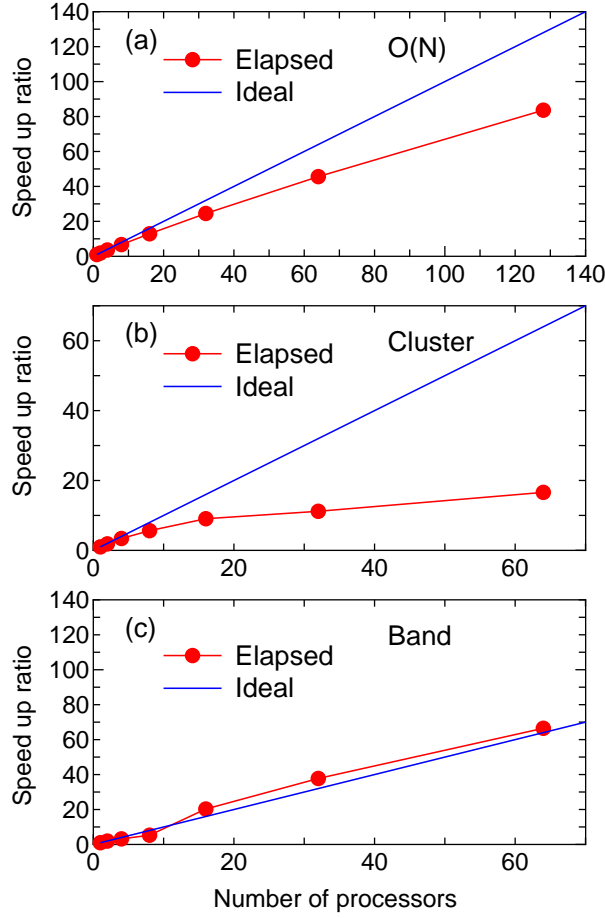 140
120
100
80
60
40
20
0
Speed up ratio
(a)
O(N)
Elapsed
Ideal
0 20 40 60 80 100 120 140
60
40
20
0
Speed up ratio
(b)
Cluster
Elapsed
Ideal
0 20 40 60
140
120
100
80
60
40
20
0
Speed up ratio
(c)
Band
Elapsed
Ideal
0 20 40 60
Number of processors